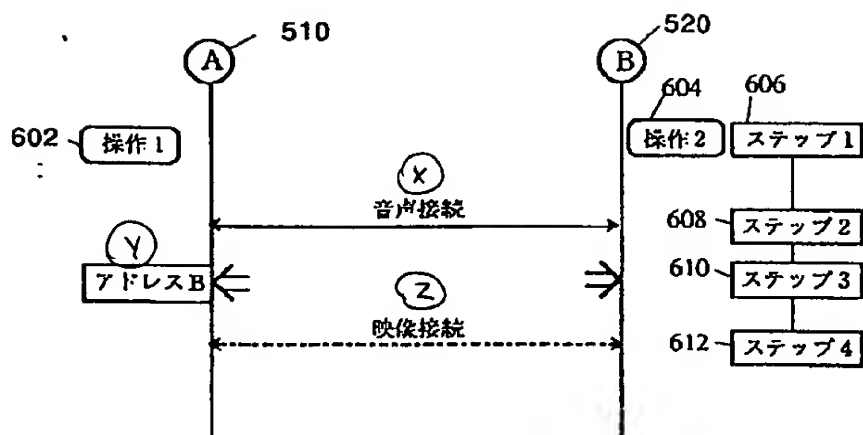 510
520
A
B
604
606
602
操作1
操作2
ステップ1
X
音声接続
608
ステップ2
Y
アドレスB
610
ステップ3
Z
映像接続
612
ステップ4